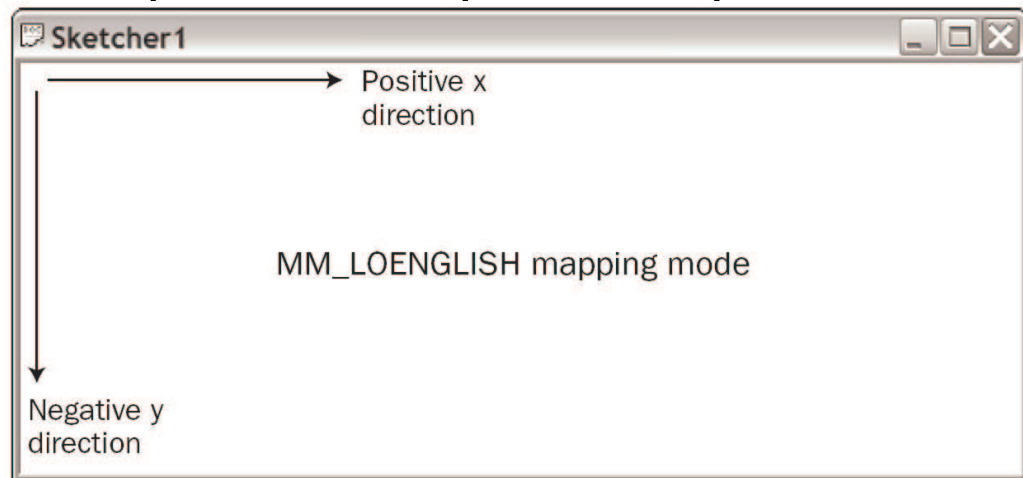 Sketcher1
Positive x
direction
MM_LOENGLISH mapping mode
Negative y
direction